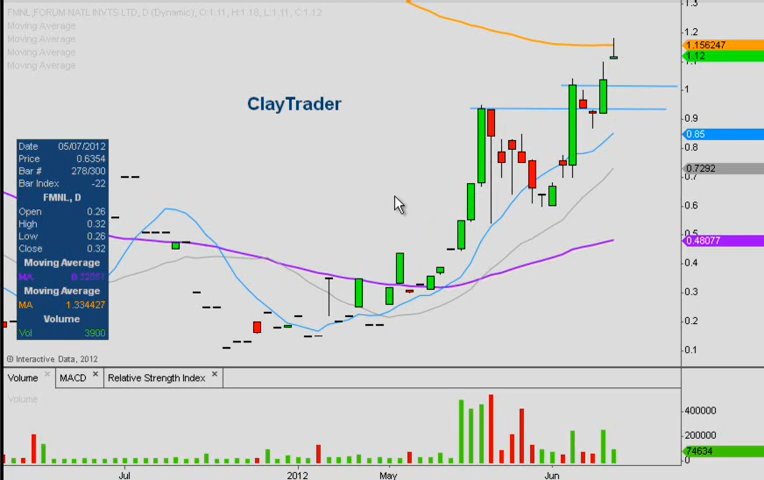 FMNL,FORUM NATL INVTS LTD, D (Dynamic), O:1.11, H:1.18, L:1.11, C:1.12
Moving Average
Moving Average
Moving Average
Moving Average
ClayTrader
1.3
1.2
1.156247
1.12
1
0.9
0.85
0.8
0.7292
0.6
0.5
0.48077
0.4
0.3
0.2
0.1
Date 05/07/2012
Price 0.6354
Bar # 278/300
Bar Index -22
FMNL, D
Open 0.26
High 0.32
Low 0.26
Close 0.32
Moving Average
MA
Moving Average
MA 1.334427
Volume
Vol 3900
© Interactive Data, 2012
Volume × MACD × Relative Strength Index ×
Volume
400000
200000
74634
Jul 2012 May Jun